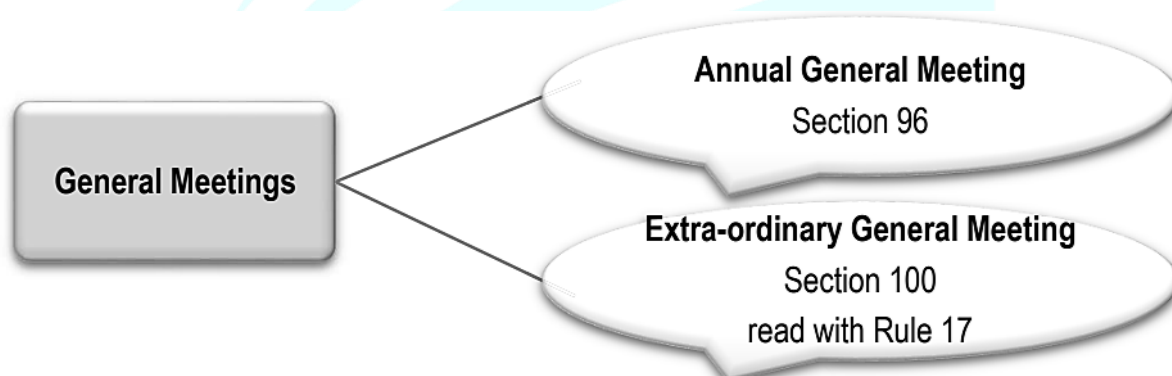 General Meetings
Annual General Meeting
Section 96
Extra-ordinary General Meeting
Section 100
read with Rule 17